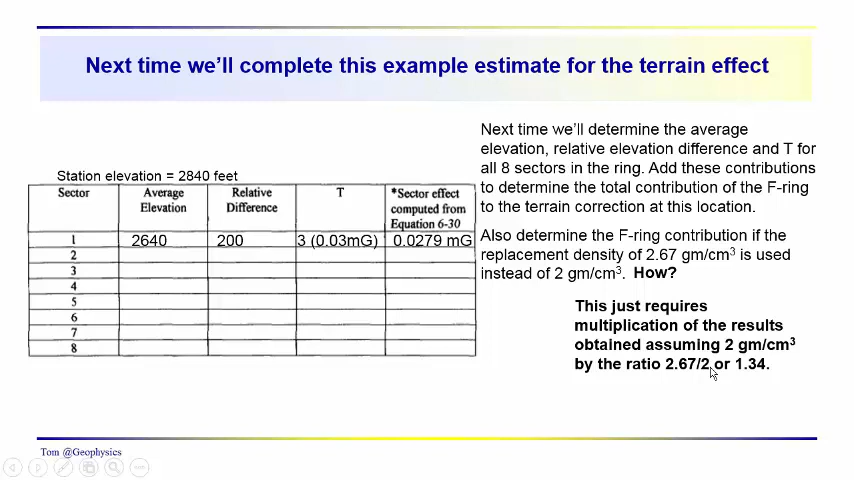 Next time we'll complete this example estimate for the terrain effect
Next time we'll determine the average
elevation, relative elevation difference and T for
all 8 sectors in the ring. Add these contributions
to determine the total contribution of the F-ring
to the terrain correction at this location.
Also determine the F-ring contribution if the
replacement density of 2.67 gm/cm³ is used
instead of 2 gm/cm³. How?
This just requires
multiplication of the results
obtained assuming 2 gm/cm³
by the ratio 2.67/2 or 1.34.
Station elevation = 2840 feet
Sector Average Relative T *Sector effect
Elevation Difference computed from
Equation 6-30
1 2640 200 3 (0.03mG) 0.0279 mG
2
3
4
5
6
7
8
Tom @Geophysics